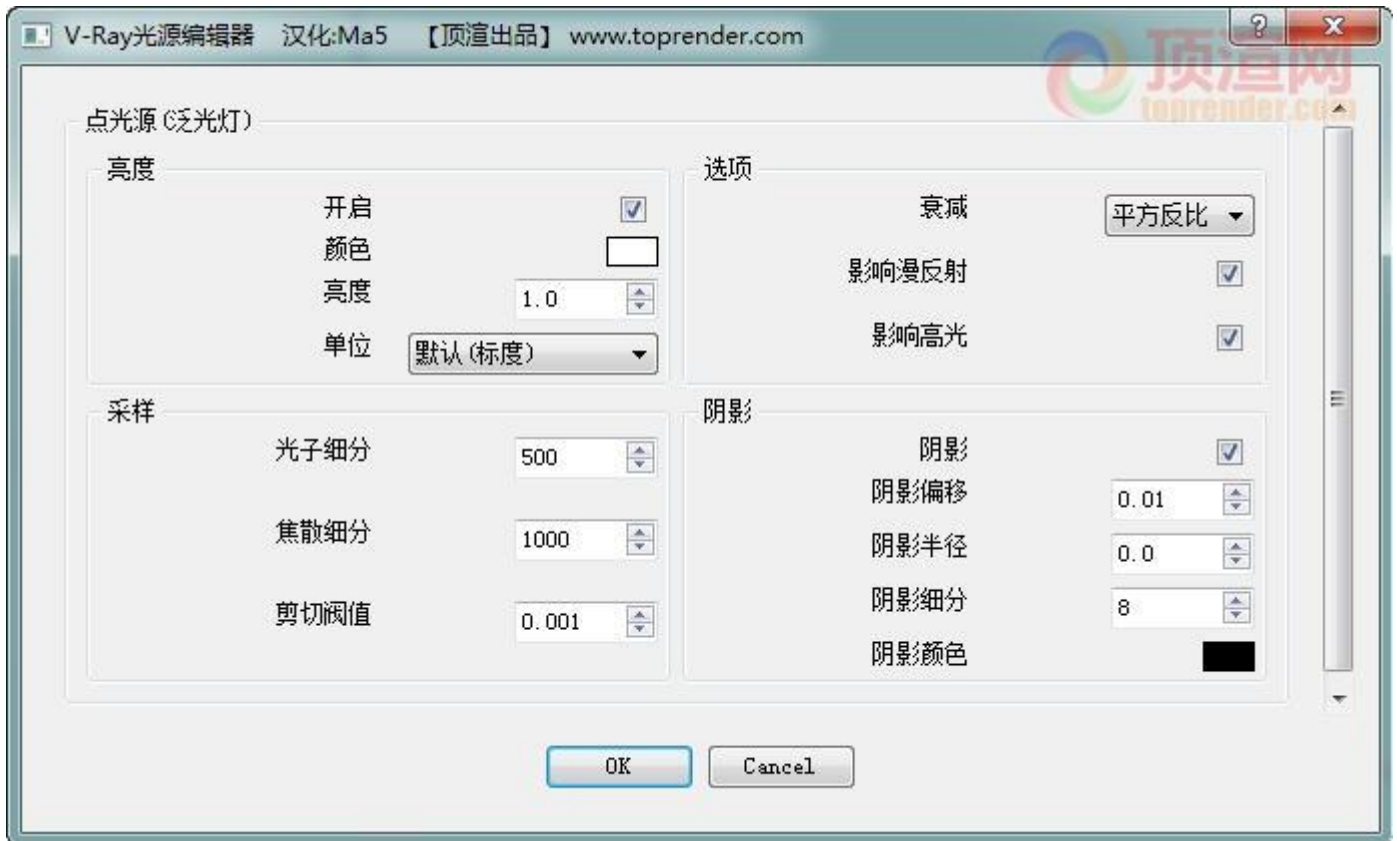 V-Ray光源编辑器 汉化:Ma5 【顶渲出品】 www.toprender.com
顶渲网
toprender.com
点光源(泛光灯)
亮度
开启
颜色
亮度 1.0
单位 默认(标度)
选项
衰减 平方反比
影响漫反射
影响高光
采样
光子细分 500
焦散细分 1000
剪切阀值 0.001
阴影
阴影
阴影偏移 0.01
阴影半径 0.0
阴影细分 8
阴影颜色
OK Cancel